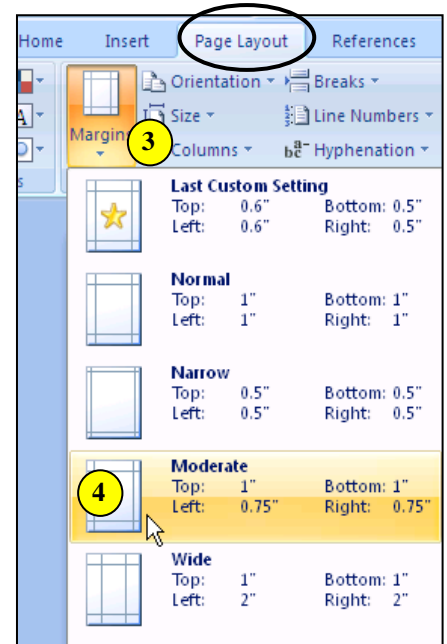 Home Insert Page Layout References
Orientation Breaks
A Size Line Numbers
3
Columns Hyphenation
s
Last Custom Setting
Top: 0.6" Bottom: 0.5"
Left: 0.6" Right: 0.5"
Normal
Top: 1" Bottom: 1"
Left: 1" Right: 1"
Narrow
Top: 0.5" Bottom: 0.5"
Left: 0.5" Right: 0.5"
Moderate
4
Top: 1" Bottom: 1"
Left: 0.75" Right: 0.75"
Wide
Top: 1" Bottom: 1"
Left: 2" Right: 2"